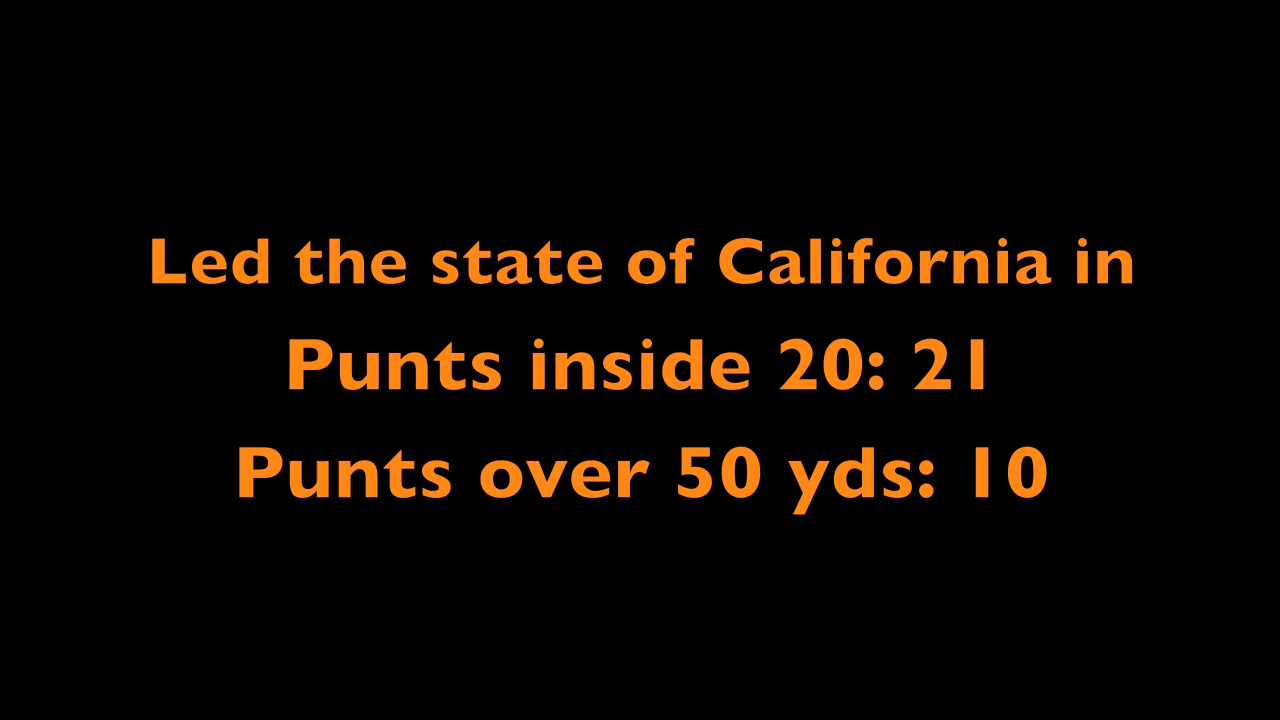 Led the state of California in
Punts inside 20: 21
Punts over 50 yds: 10